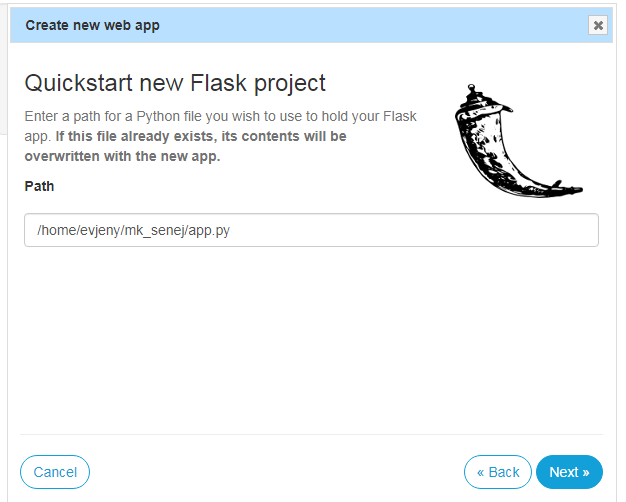 Create new web app
Quickstart new Flask project
Enter a path for a Python file you wish to use to hold your Flask
app. If this file already exists, its contents will be
overwritten with the new app.
Path
/home/evjeny/mk_senej/app.py
Cancel
« Back
Next »